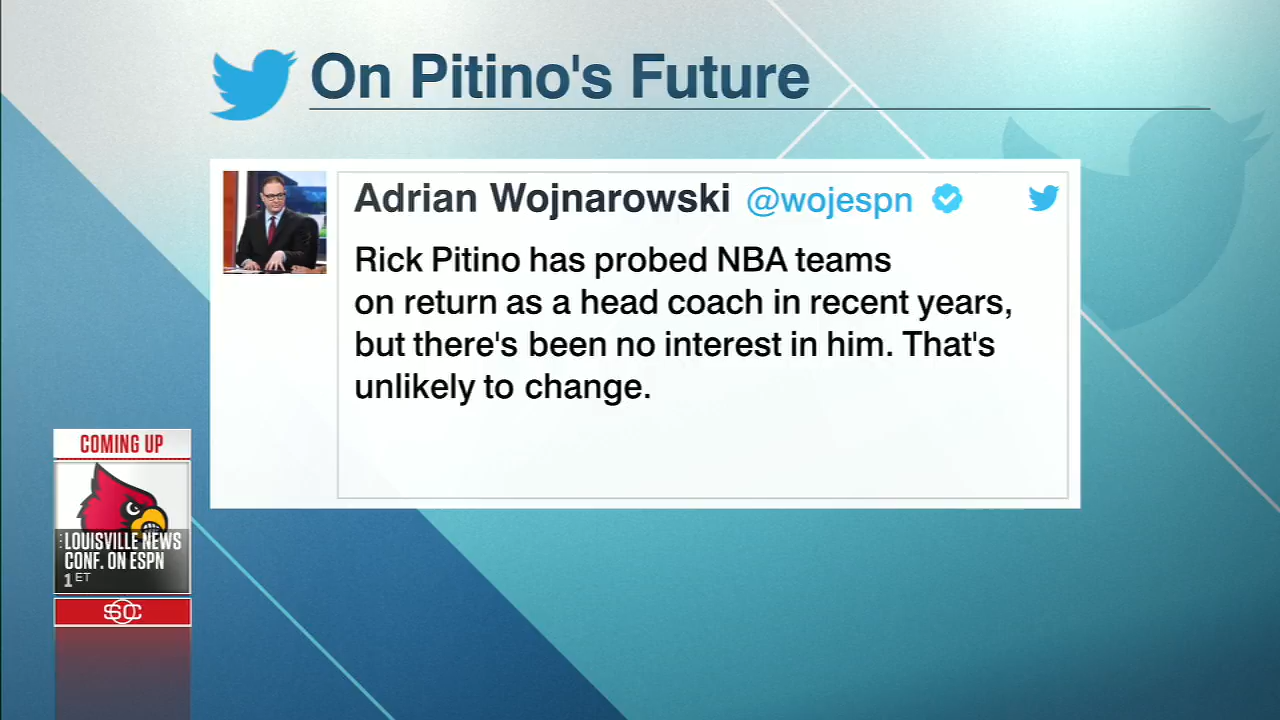 On Pitino's Future
Adrian Wojnarowski @wojespn
Rick Pitino has probed NBA teams
on return as a head coach in recent years,
but there's been no interest in him. That's
unlikely to change.
COMING UP
LOUISVILLE NEWS
CONF. ON ESPN
1 ET
SC